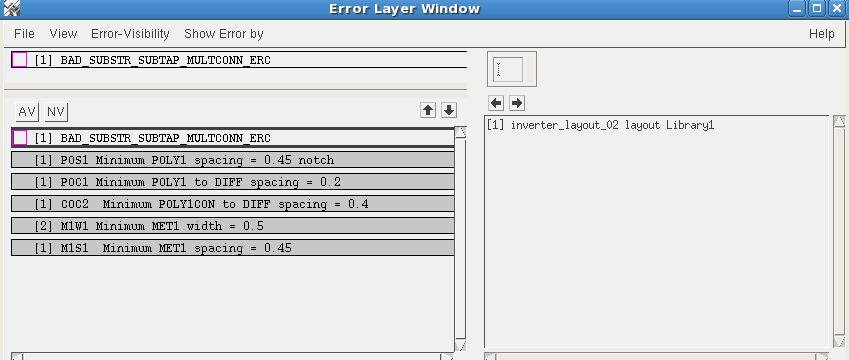 Error Layer Window
File View Error-Visibility Show Error by Help
[1] BAD_SUBSTR_SUBTAP_MULTCONN_ERC
AV NV
[1] BAD_SUBSTR_SUBTAP_MULTCONN_ERC
[1] POS1 Minimum POLY1 spacing = 0.45 notch
[1] POC1 Minimum POLY1 to DIFF spacing = 0.2
[1] COC2  Minimum POLY1CON to DIFF spacing = 0.4
[2] M1W1 Minimum MET1 width = 0.5
[1] M1S1  Minimum MET1 spacing = 0.45
[1] inverter_layout_02 layout Library1